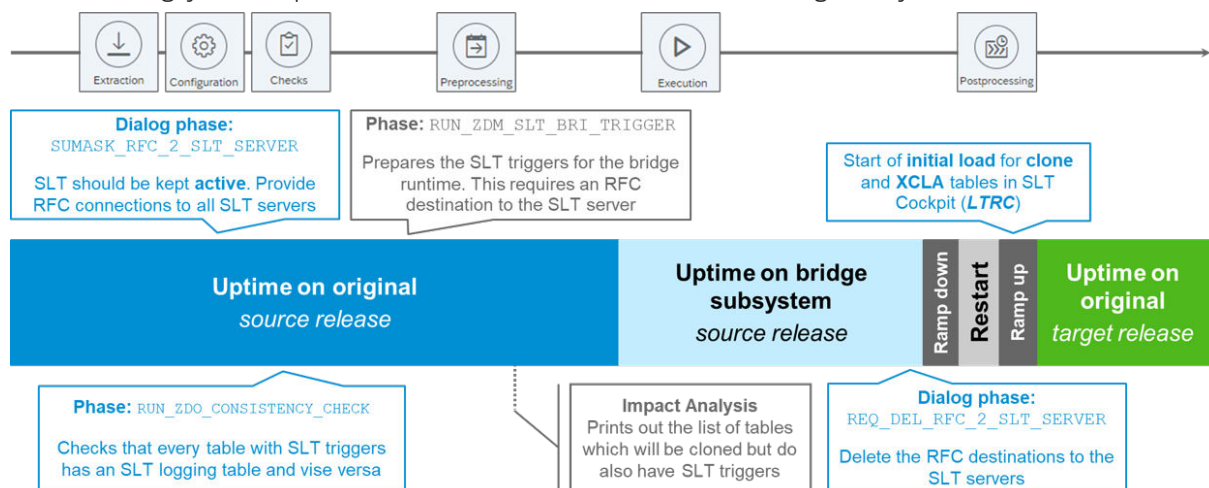 Extraction
Configuration
Checks
Preprocessing
Execution
Postprocessing
Dialog phase:
SUMASK_RFC_2_SLT_SERVER
SLT should be kept active. Provide
RFC connections to all SLT servers
Phase: RUN_ZDM_SLT_BRI_TRIGGER
Prepares the SLT triggers for the bridge
runtime. This requires an RFC
destination to the SLT server
Start of initial load for clone
and XCLA tables in SLT
Cockpit (LTRC)
Uptime on original
source release
Uptime on bridge
subsystem
source release
Ramp down
Restart
Ramp up
Uptime on
original
target release
Phase: RUN_ZDO_CONSISTENCY_CHECK
Checks that every table with SLT triggers
has an SLT logging table and vise versa
Impact Analysis
Prints out the list of tables
which will be cloned but do
also have SLT triggers
Dialog phase:
REQ_DEL_RFC_2_SLT_SERVER
Delete the RFC destinations to the
SLT servers